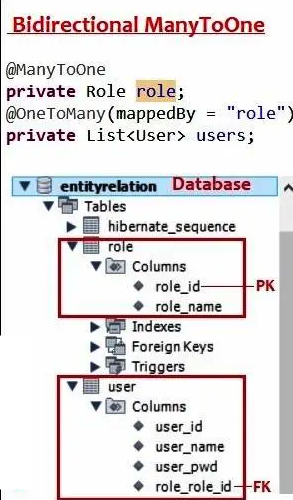 Bidirectional ManyToOne
@ManyToOne
private Role role;
@OneToMany(mappedBy = "role")
private List<User> users;
entityrelation Database
Tables
hibernate_sequence
role
Columns
role_id PK
role_name
Indexes
Foreign Keys
Triggers
user
Columns
user_id
user_name
user_pwd
role_role_id FK